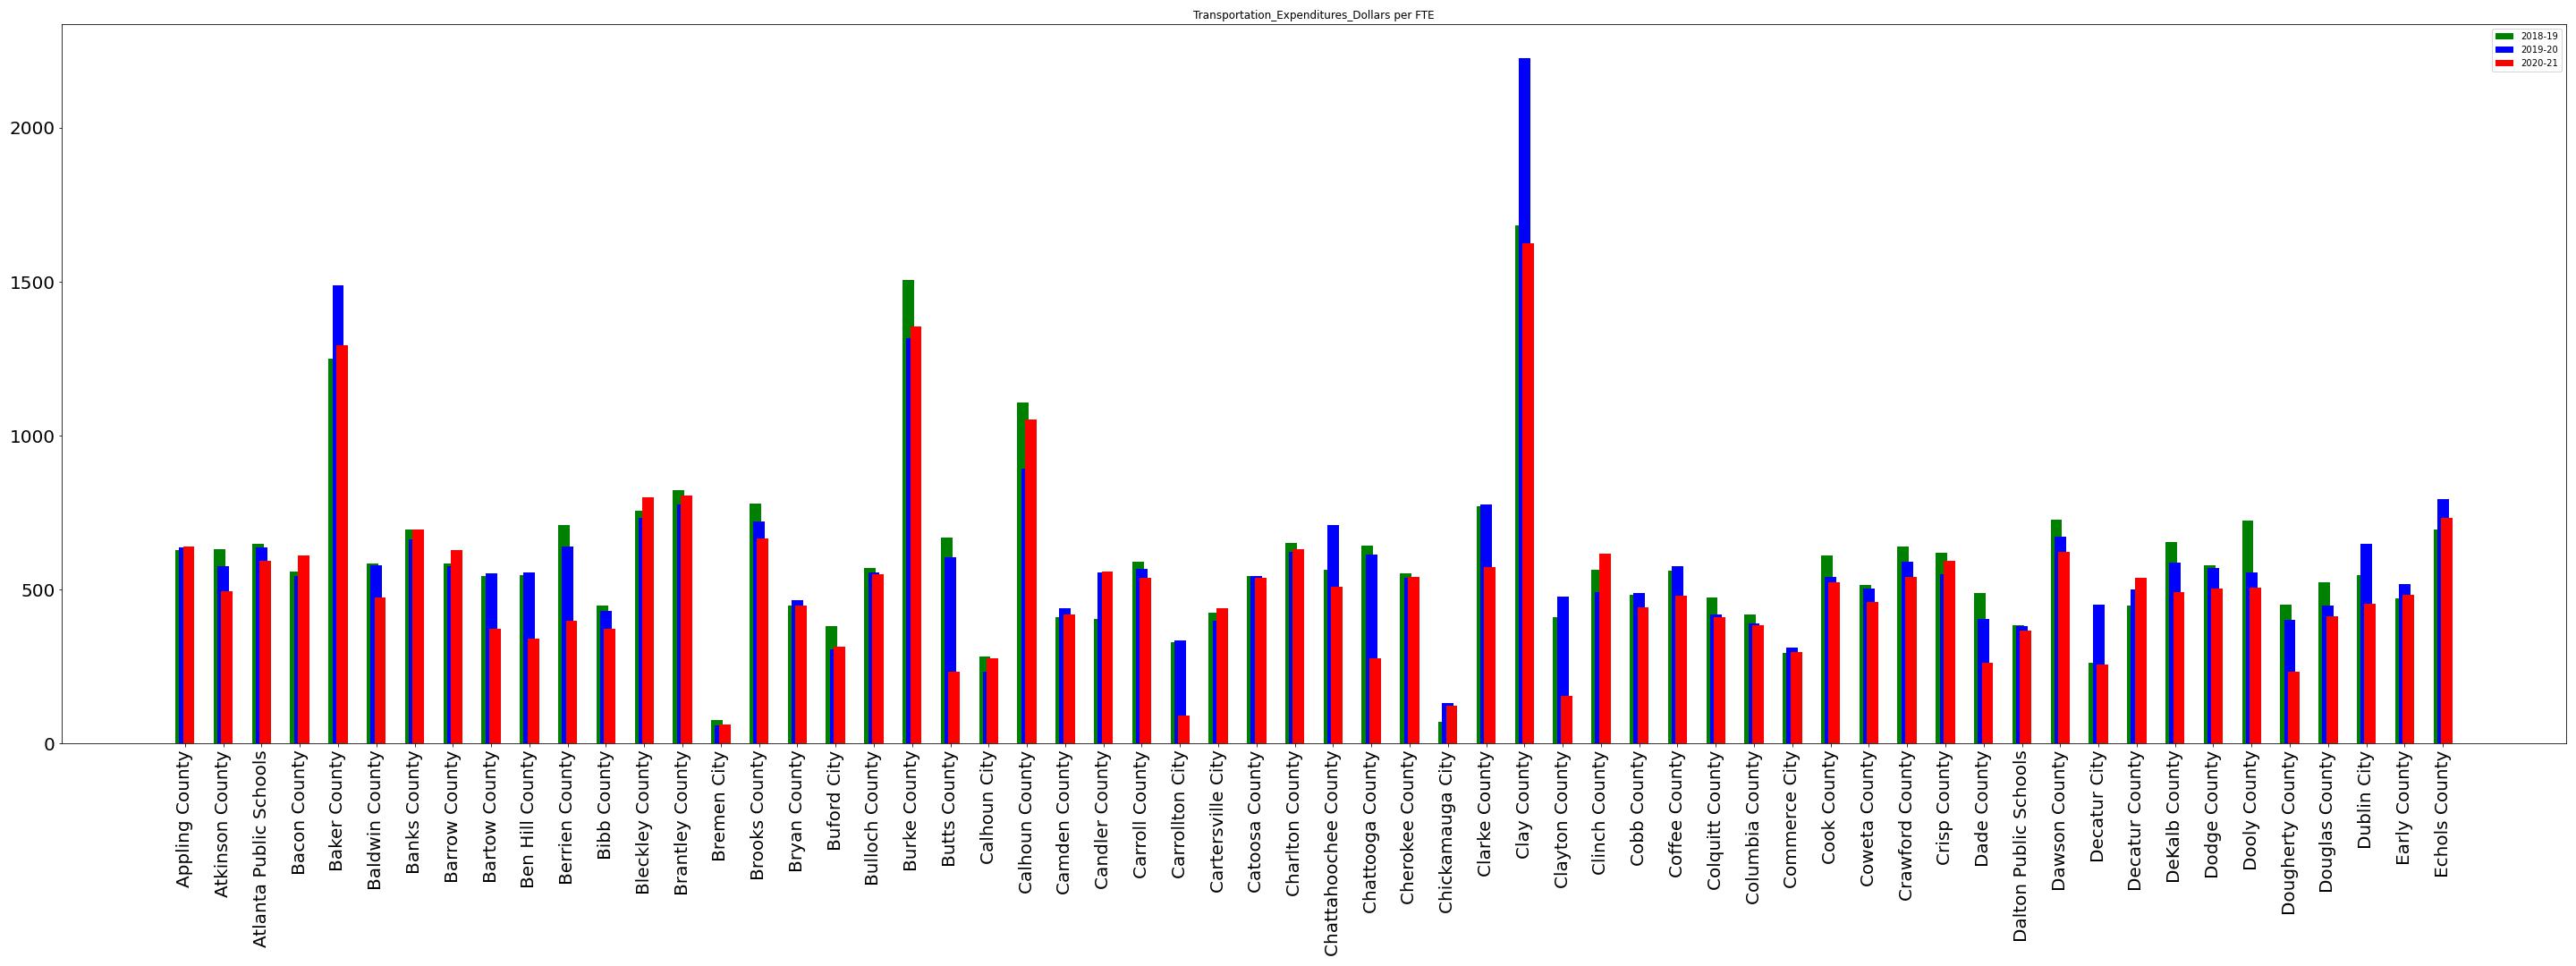 Transportation_Expenditures_Dollars per FTE
2018-19
2019-20
2020-21
2000
1500
1000
500
0
Appling County
Atkinson County
Atlanta Public Schools
Bacon County
Baker County
Baldwin County
Banks County
Barrow County
Bartow County
Ben Hill County
Berrien County
Bibb County
Bleckley County
Brantley County
Bremen City
Brooks County
Bryan County
Buford City
Bulloch County
Burke County
Butts County
Calhoun City
Calhoun County
Camden County
Candler County
Carroll County
Carrollton City
Cartersville City
Catoosa County
Charlton County
Chattahoochee County
Chattooga County
Cherokee County
Chickamauga City
Clarke County
Clay County
Clayton County
Clinch County
Cobb County
Coffee County
Colquitt County
Columbia County
Commerce City
Cook County
Coweta County
Crawford County
Crisp County
Dade County
Dalton Public Schools
Dawson County
Decatur City
Decatur County
DeKalb County
Dodge County
Dooly County
Dougherty County
Douglas County
Dublin City
Early County
Echols County